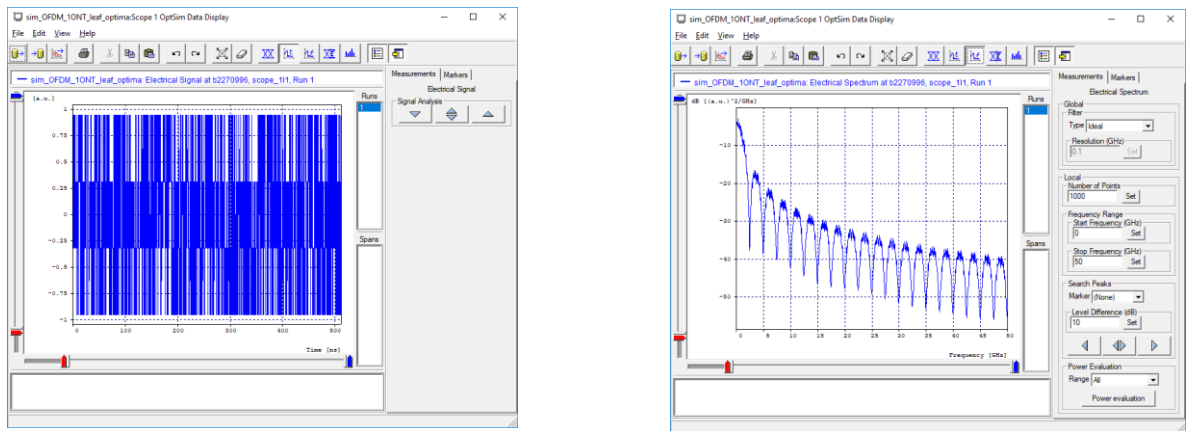 sim_OFDM_1ONT_leaf_optima:Scope 1 OptSim Data Display
File Edit View Help
sim_OFDM_1ONT_leaf_optima: Electrical Signal at b2270996, scope_1I1, Run 1
[a.u.]
1
0.75
0.5
0.25
0
-0.25
-0.5
-0.75
-1
0 100 200 300 400 500
Time [ns]
Runs
1
Spans
Measurements Markers
Electrical Signal
Signal Analysis
sim_OFDM_1ONT_leaf_optima:Scope 1 OptSim Data Display
File Edit View Help
sim_OFDM_1ONT_leaf_optima: Electrical Spectrum at b2270996, scope_1I1, Run 1
dB [(a.u.)^2/GHz]
-10
-20
-30
-40
-50
0 5 10 15 20 25 30 35 40 45 50
Frequency [GHz]
Runs
1
Spans
Measurements Markers
Electrical Spectrum
Global
Filter
Type Ideal
Resolution (GHz)
0.1 Set
Local
Number of Points
1000 Set
Frequency Range
Start Frequency (GHz)
0 Set
Stop Frequency (GHz)
50 Set
Search Peaks
Marker (None)
Level Difference (dB)
10 Set
Power Evaluation
Range All
Power evaluation